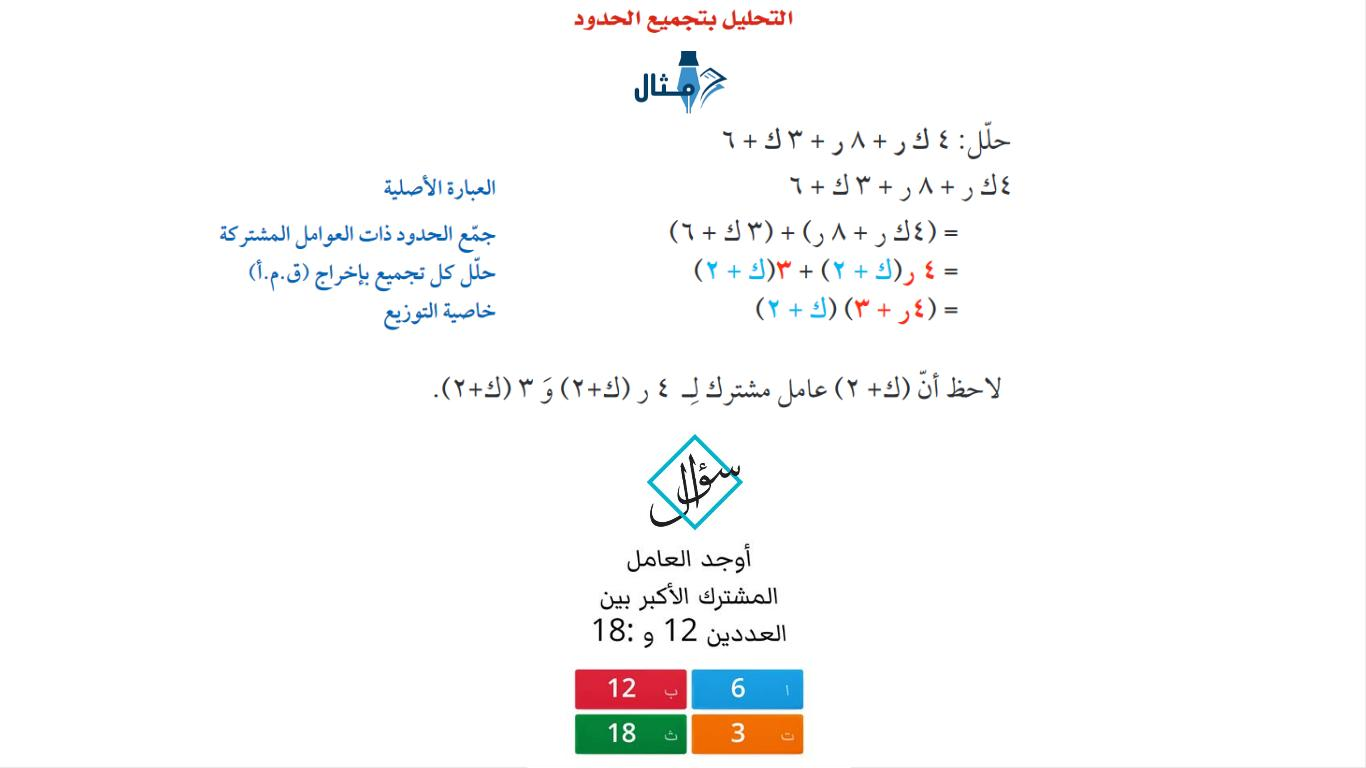 التحليل بتجميع الحدود
مثال
حلّل: ٤ ك ر + ٨ ر + ٣ ك + ٦
٤ك ر + ٨ ر + ٣ ك + ٦ العبارة الأصلية
= (٤ك ر + ٨ ر) + (٣ ك + ٦) جمّع الحدود ذات العوامل المشتركة
= ٤ ر(ك + ٢) + ٣(ك + ٢) حلّل كل تجميع بإخراج (ق.م.أ)
= (٤ر + ٣) (ك + ٢) خاصية التوزيع
لاحظ أنّ (ك+ ٢) عامل مشترك لِـ ٤ ر (ك+٢) وَ ٣ (ك+٢).
سؤال
أوجد العامل
المشترك الأكبر بين
العددين 12 و :18
ا 6 ب 12
ت 3 ث 18